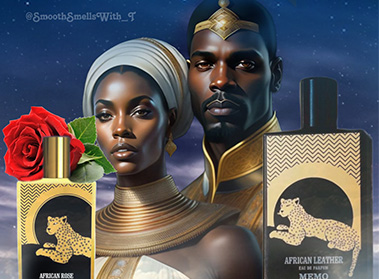 @SmoothSmellsWith_T
AFRICAN ROSE
AFRICAN LEATHER
EAU DE PARFUM
MEMO